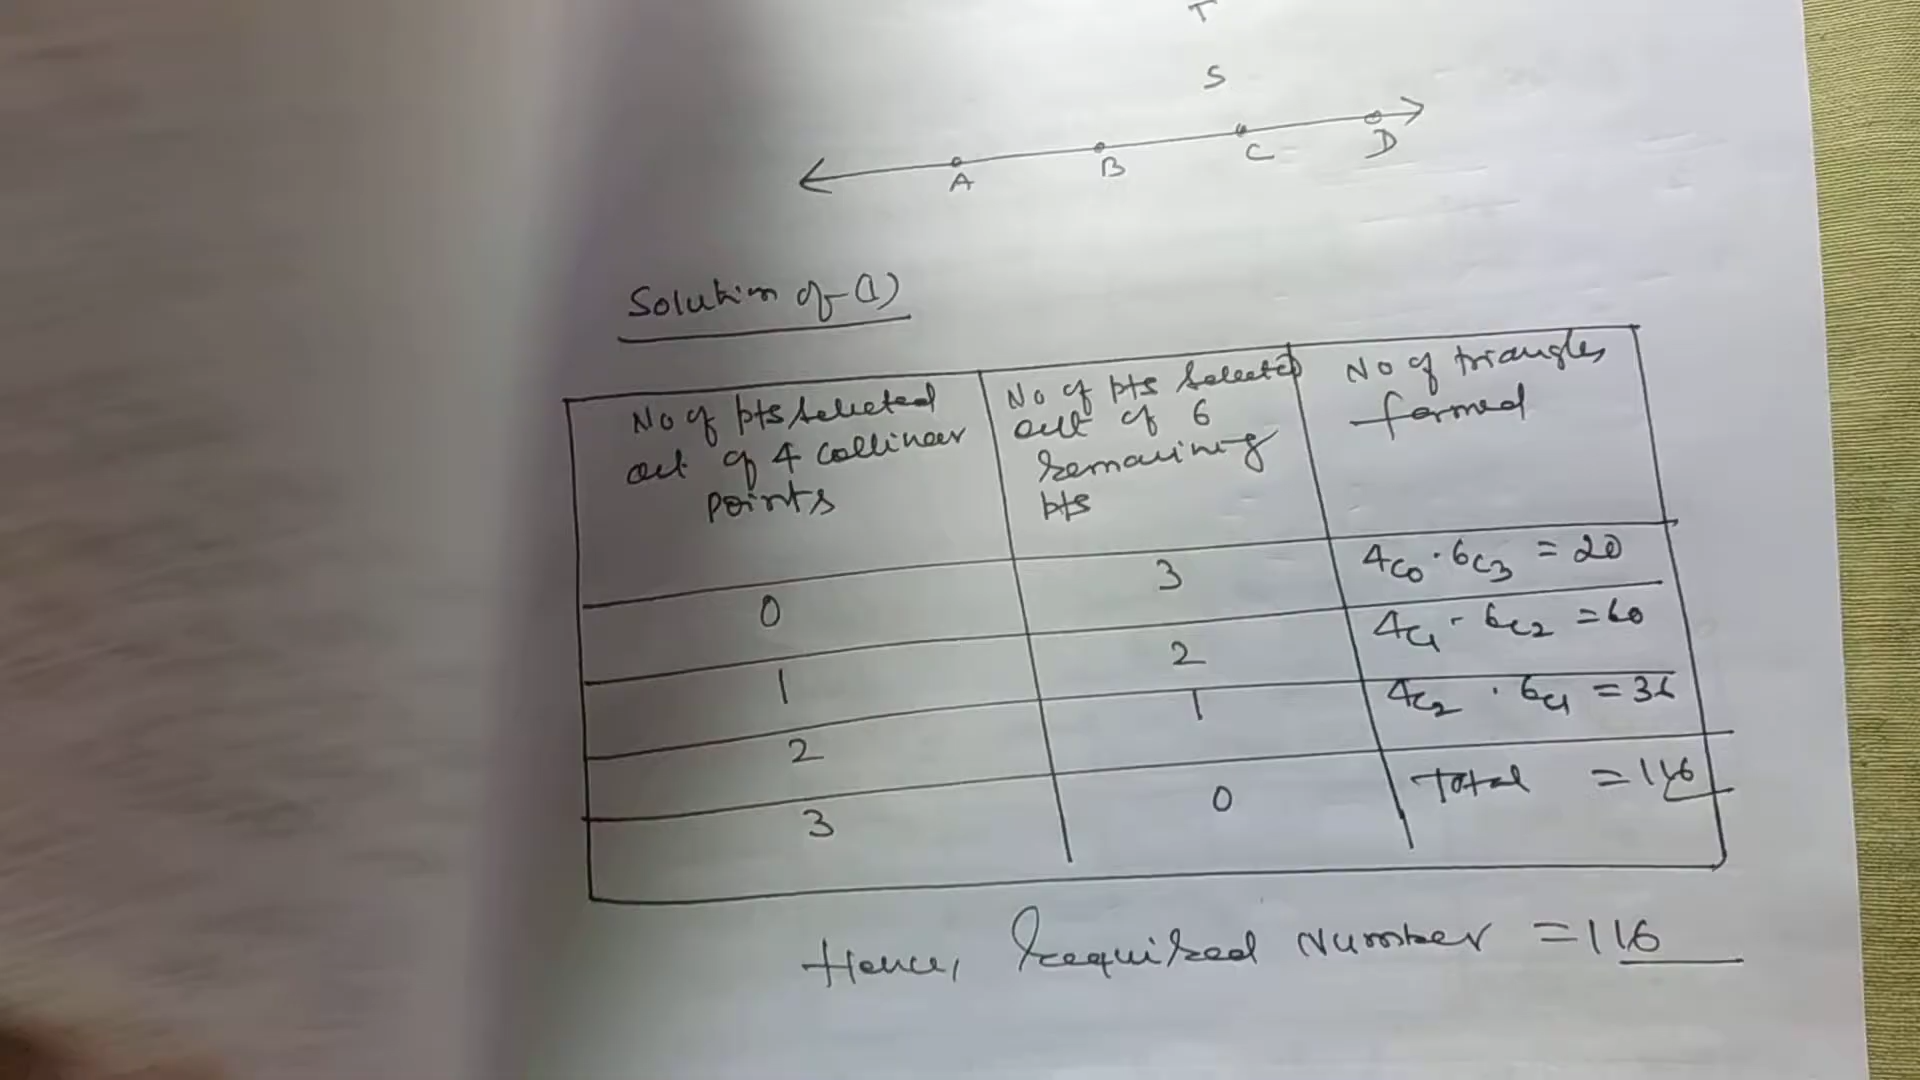 T
S
A B C D
Solution of (1)
No of pts selected
out of 4 collinear
points
No of pts selected
out of 6
remaining
pts
No of triangles
formed
0 3 4C0 · 6C3 = 20
1 2 4C1 · 6C2 = 60
2 1 4C2 · 6C1 = 36
3 0 Total = 116
Hence, Required Number = 116